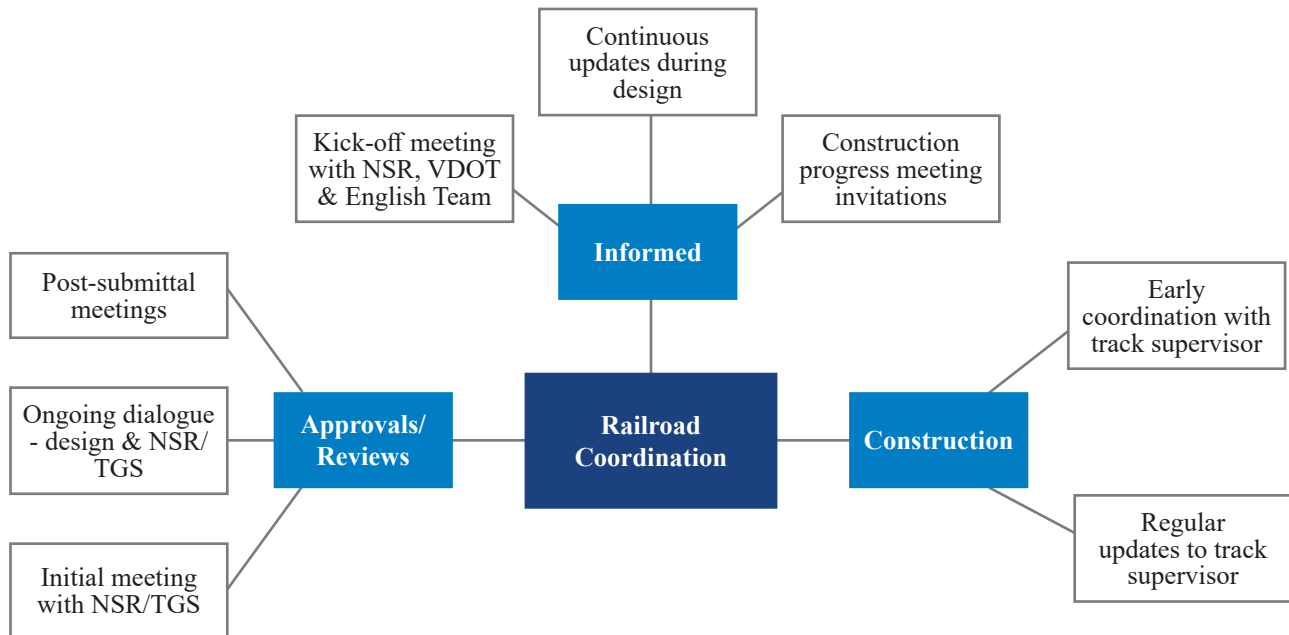 Continuous
updates during
design
Kick-off meeting
with NSR, VDOT
& English Team
Construction
progress meeting
invitations
Informed
Post-submittal
meetings
Early
coordination with
track supervisor
Ongoing dialogue
- design & NSR/
TGS
Approvals/
Reviews
Railroad
Coordination
Construction
Initial meeting
with NSR/TGS
Regular
updates to track
supervisor